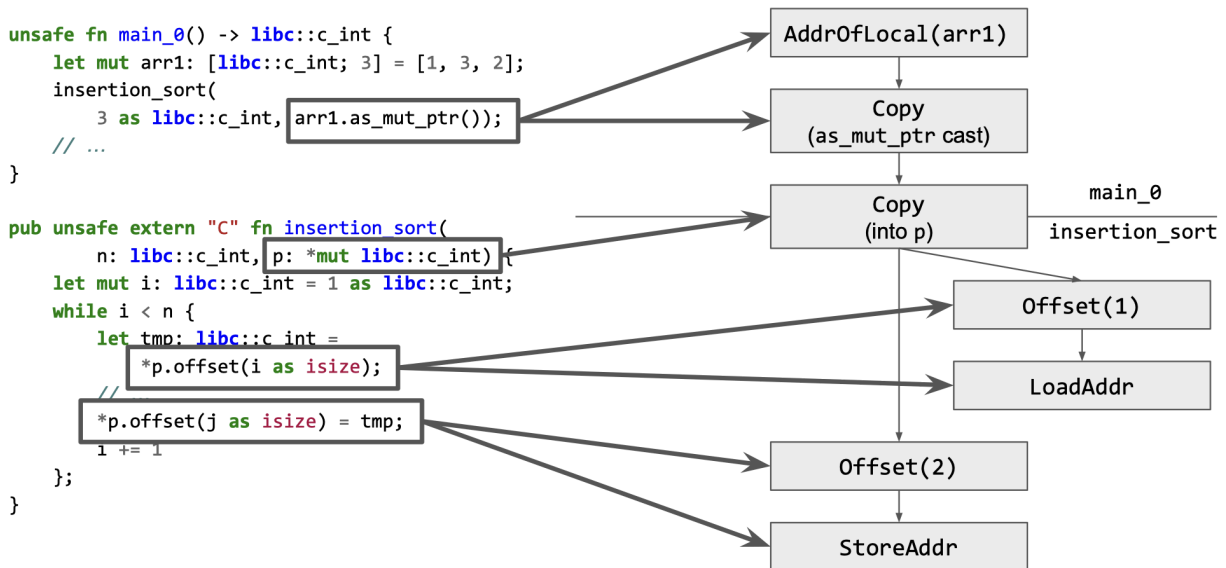 unsafe fn main_0() -> libc::c_int {
let mut arr1: [libc::c_int; 3] = [1, 3, 2];
insertion_sort(
3 as libc::c_int, arr1.as_mut_ptr());
// …
}
pub unsafe extern "C" fn insertion_sort(
n: libc::c_int, p: *mut libc::c_int) {
let mut i: libc::c_int = 1 as libc::c_int;
while i < n {
let tmp: libc::c_int =
*p.offset(i as isize);
// …
*p.offset(j as isize) = tmp;
i += 1
};
}
AddrOfLocal(arr1)
Copy
(as_mut_ptr cast)
Copy
(into p)
main_0
insertion_sort
Offset(1)
LoadAddr
Offset(2)
StoreAddr